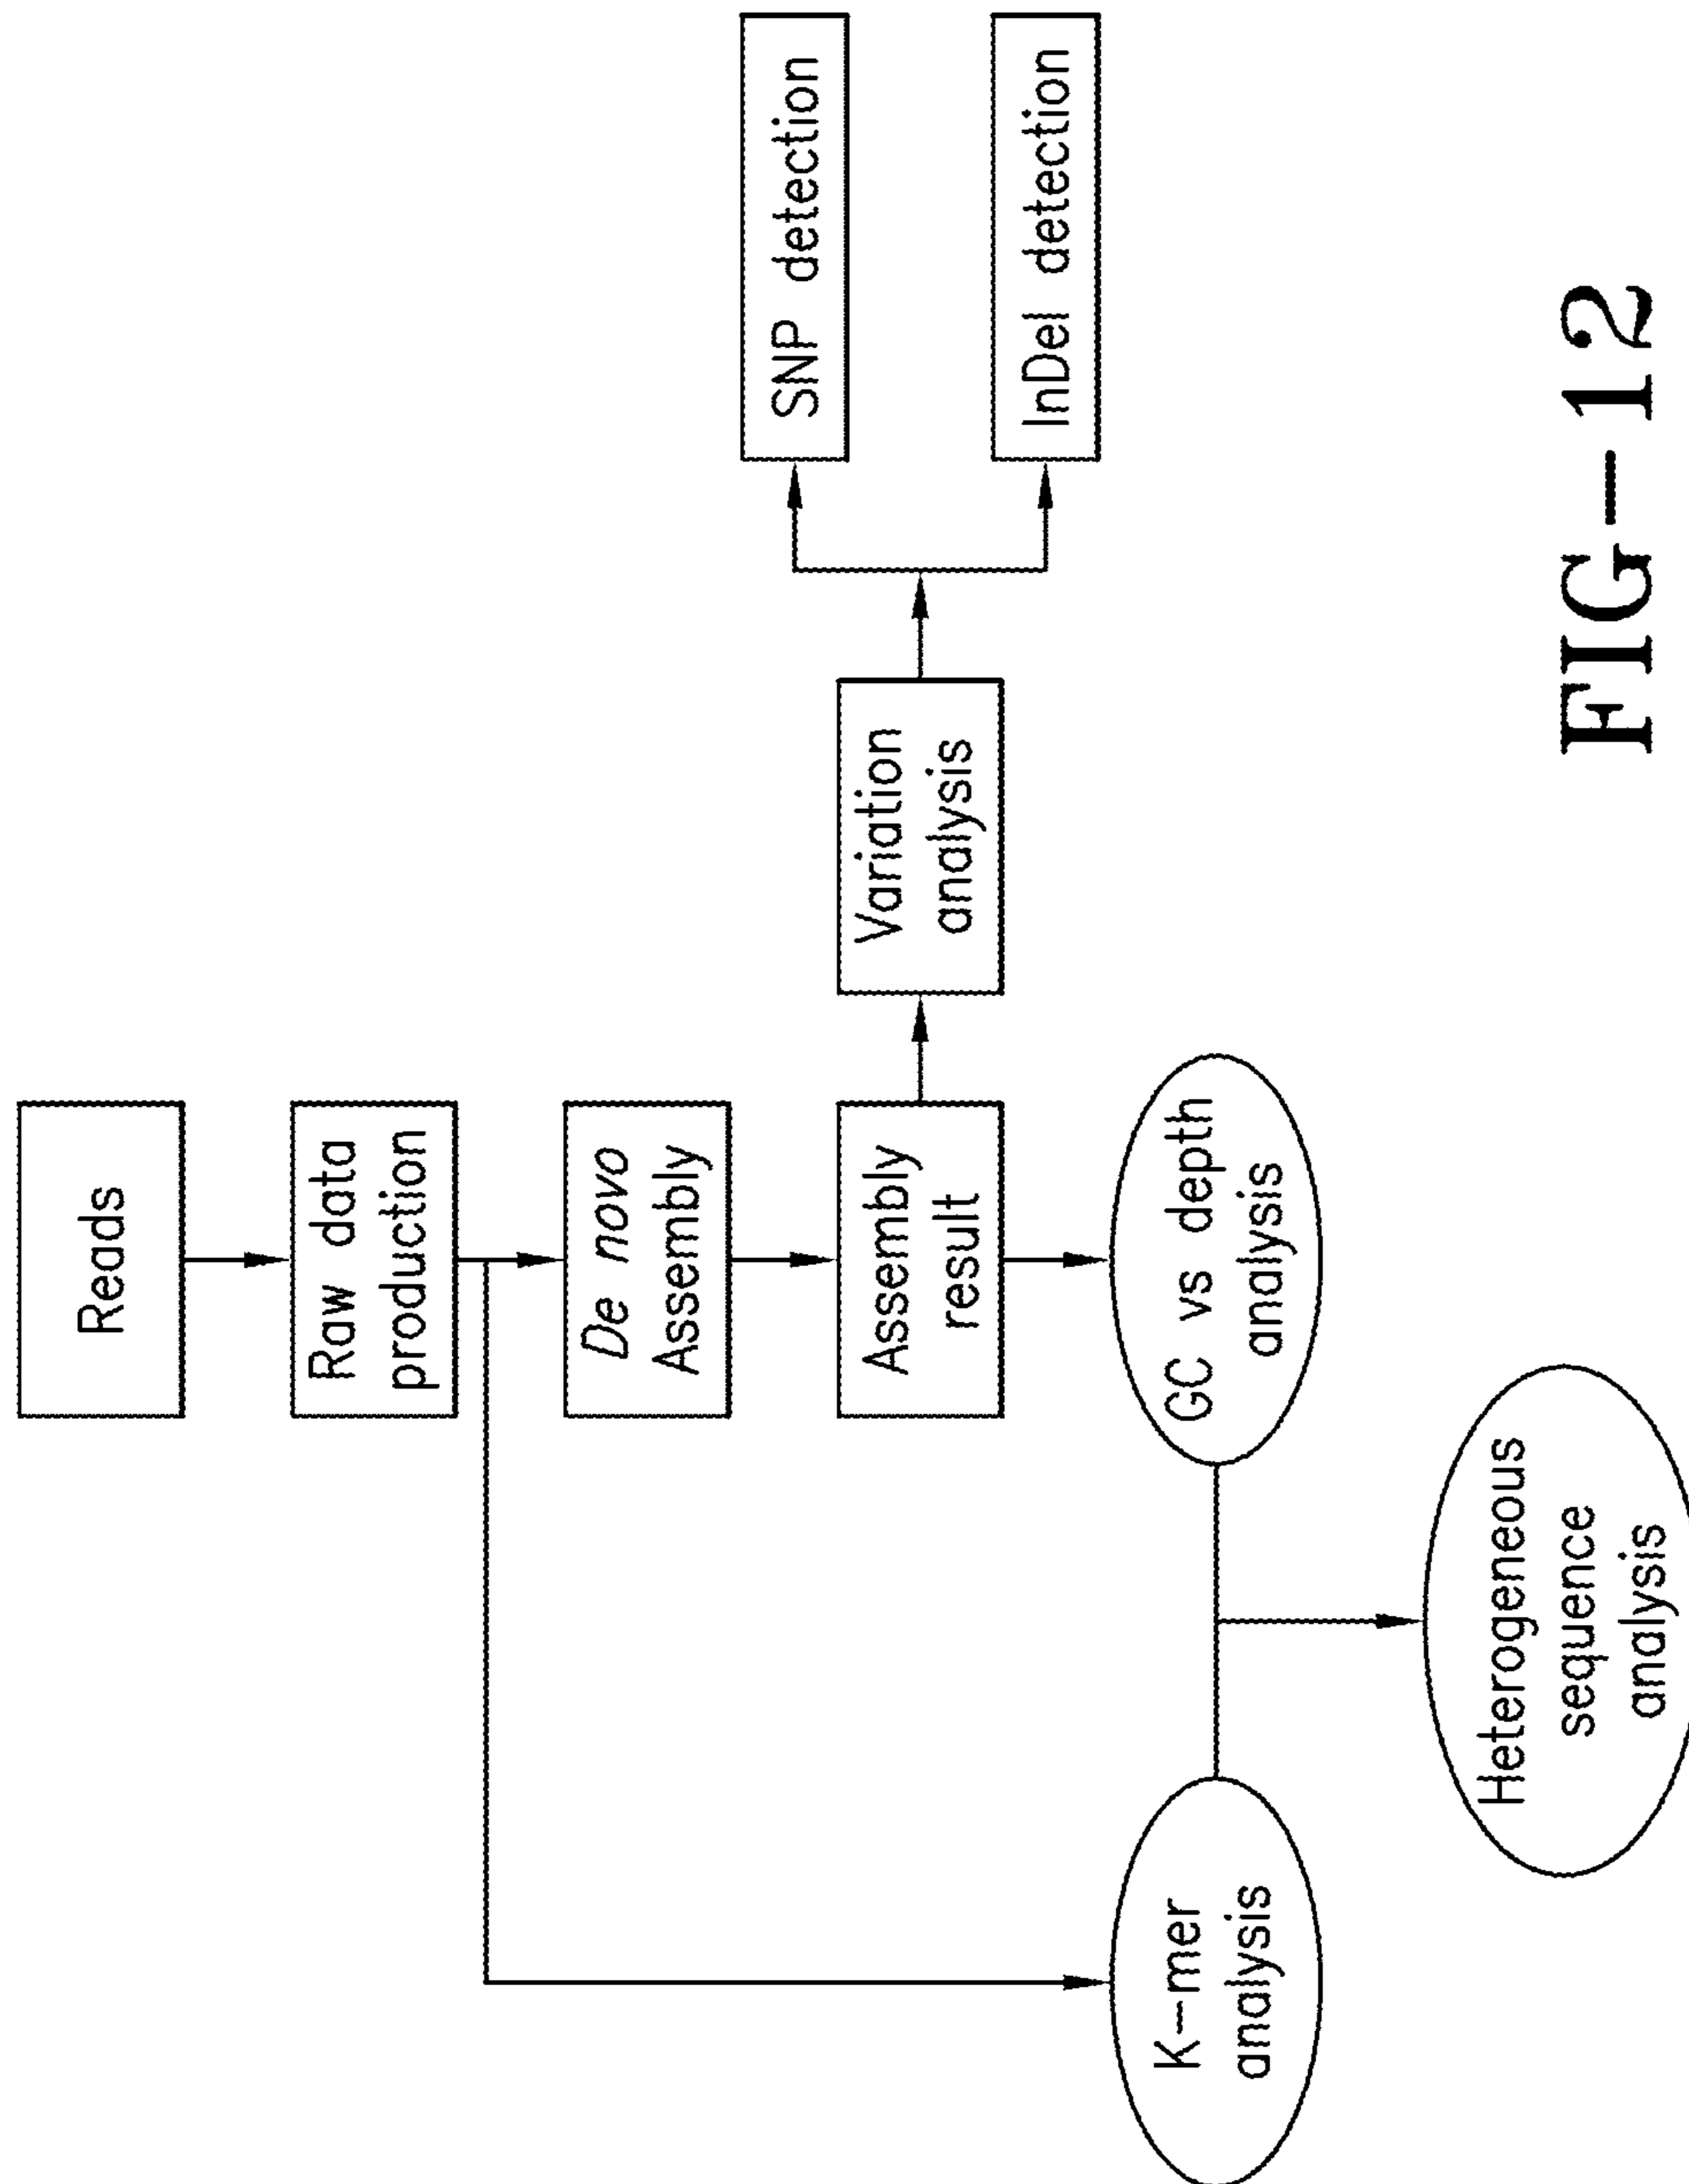 Reads
Raw data
production
De novo
Assembly
Assembly
result
Variation
analysis
SNP detection
InDel detection
K-mer
analysis
GC vs depth
analysis
Heterogeneous
sequence
analysis
FIG-12